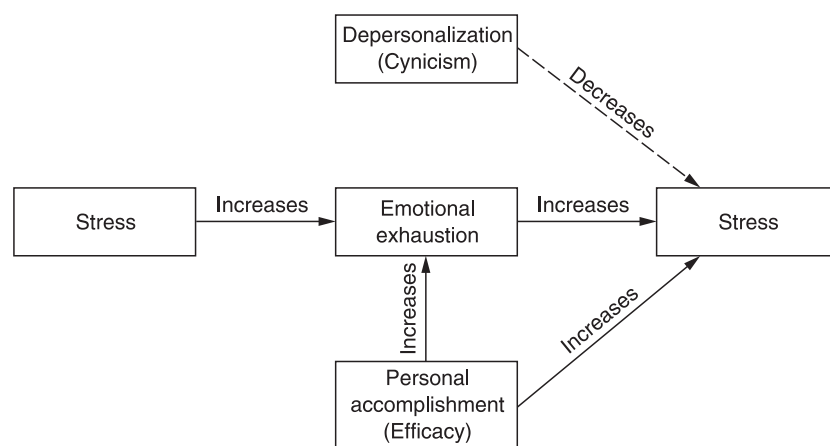 Depersonalization
(Cynicism)
Decreases
Stress
Increases
Emotional
exhaustion
Increases
Stress
Increases
Increases
Personal
accomplishment
(Efficacy)